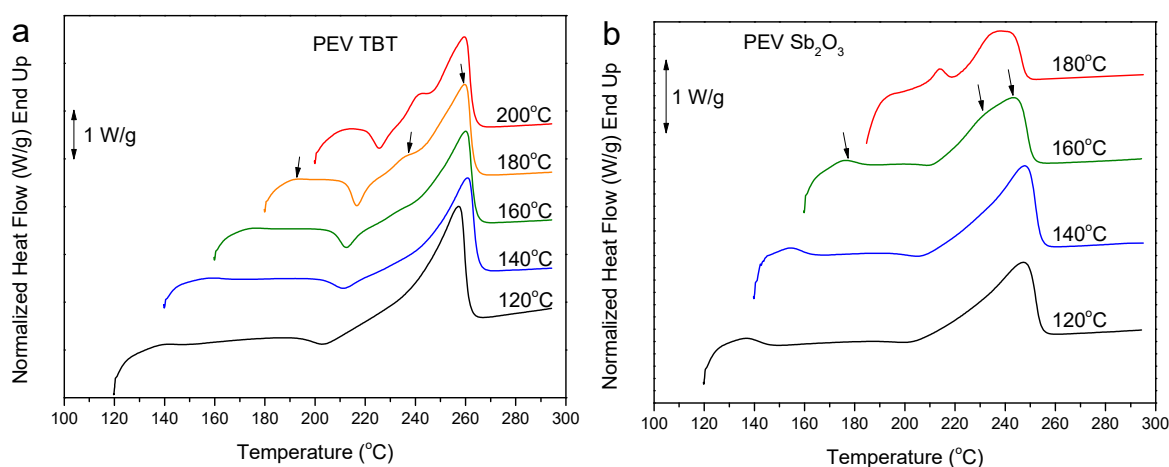 a
PEV TBT
Normalized Heat Flow (W/g) End Up
1 W/g
200°C
180°C
160°C
140°C
120°C
100 120 140 160 180 200 220 240 260 280 300
Temperature (°C)
b
PEV Sb₂O₃
Normalized Heat Flow (W/g) End Up
1 W/g
180°C
160°C
140°C
120°C
100 120 140 160 180 200 220 240 260 280 300
Temperature (°C)